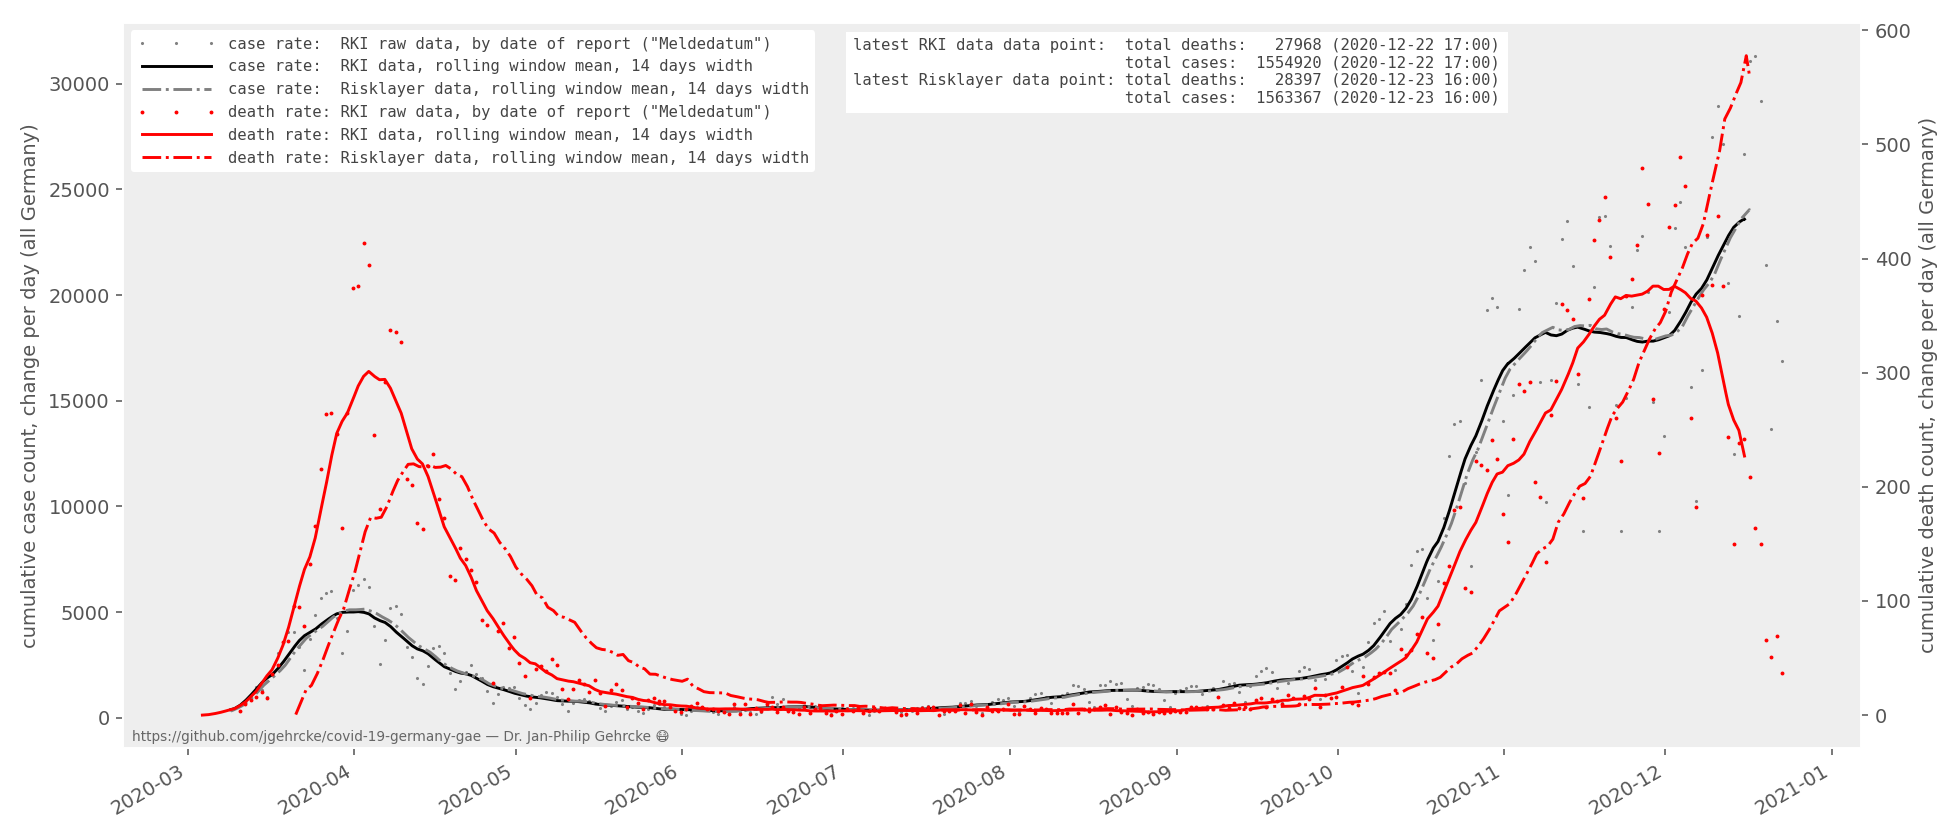 case rate:  RKI raw data, by date of report ("Meldedatum")
case rate:  RKI data, rolling window mean, 14 days width
case rate:  Risklayer data, rolling window mean, 14 days width
death rate: RKI raw data, by date of report ("Meldedatum")
death rate: RKI data, rolling window mean, 14 days width
death rate: Risklayer data, rolling window mean, 14 days width
latest RKI data data point:  total deaths:   27968 (2020-12-22 17:00)
total cases:  1554920 (2020-12-22 17:00)
latest Risklayer data point: total deaths:   28397 (2020-12-23 16:00)
total cases:  1563367 (2020-12-23 16:00)
cumulative case count, change per day (all Germany)
30000
25000
20000
15000
10000
5000
0
600
500
400
300
200
100
0
cumulative death count, change per day (all Germany)
https://github.com/jgehrcke/covid-19-germany-gae — Dr. Jan-Philip Gehrcke 😷
2020-03
2020-04
2020-05
2020-06
2020-07
2020-08
2020-09
2020-10
2020-11
2020-12
2021-01